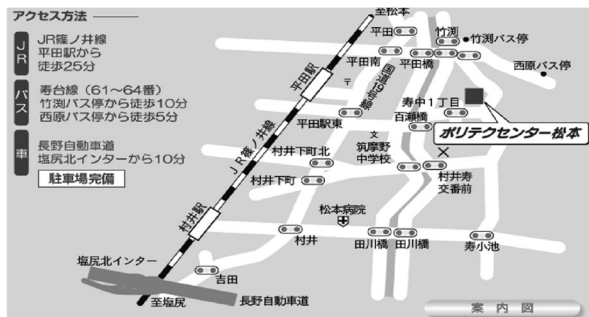 アクセス方法
JR
JR篠ノ井線
平田駅から
徒歩25分
バス
寿台線(61~64番)
竹渕バス停から徒歩10分
西原バス停から徒歩5分
車
長野自動車道
塩尻北インターから10分
駐車場完備
至松本
平田
竹渕
竹渕バス停
平田南
平田橋
西原バス停
国道19号線
平田駅
〒
寿中1丁目
百瀬橋
平田駅東
ポリテクセンター松本
文
筑摩野
中学校
JR篠ノ井線
村井下町北
村井下町
村井寿
交番前
村井駅
松本病院
村井
田川橋
田川橋
寿小池
塩尻北インター
吉田
至塩尻
長野自動車道
案内図